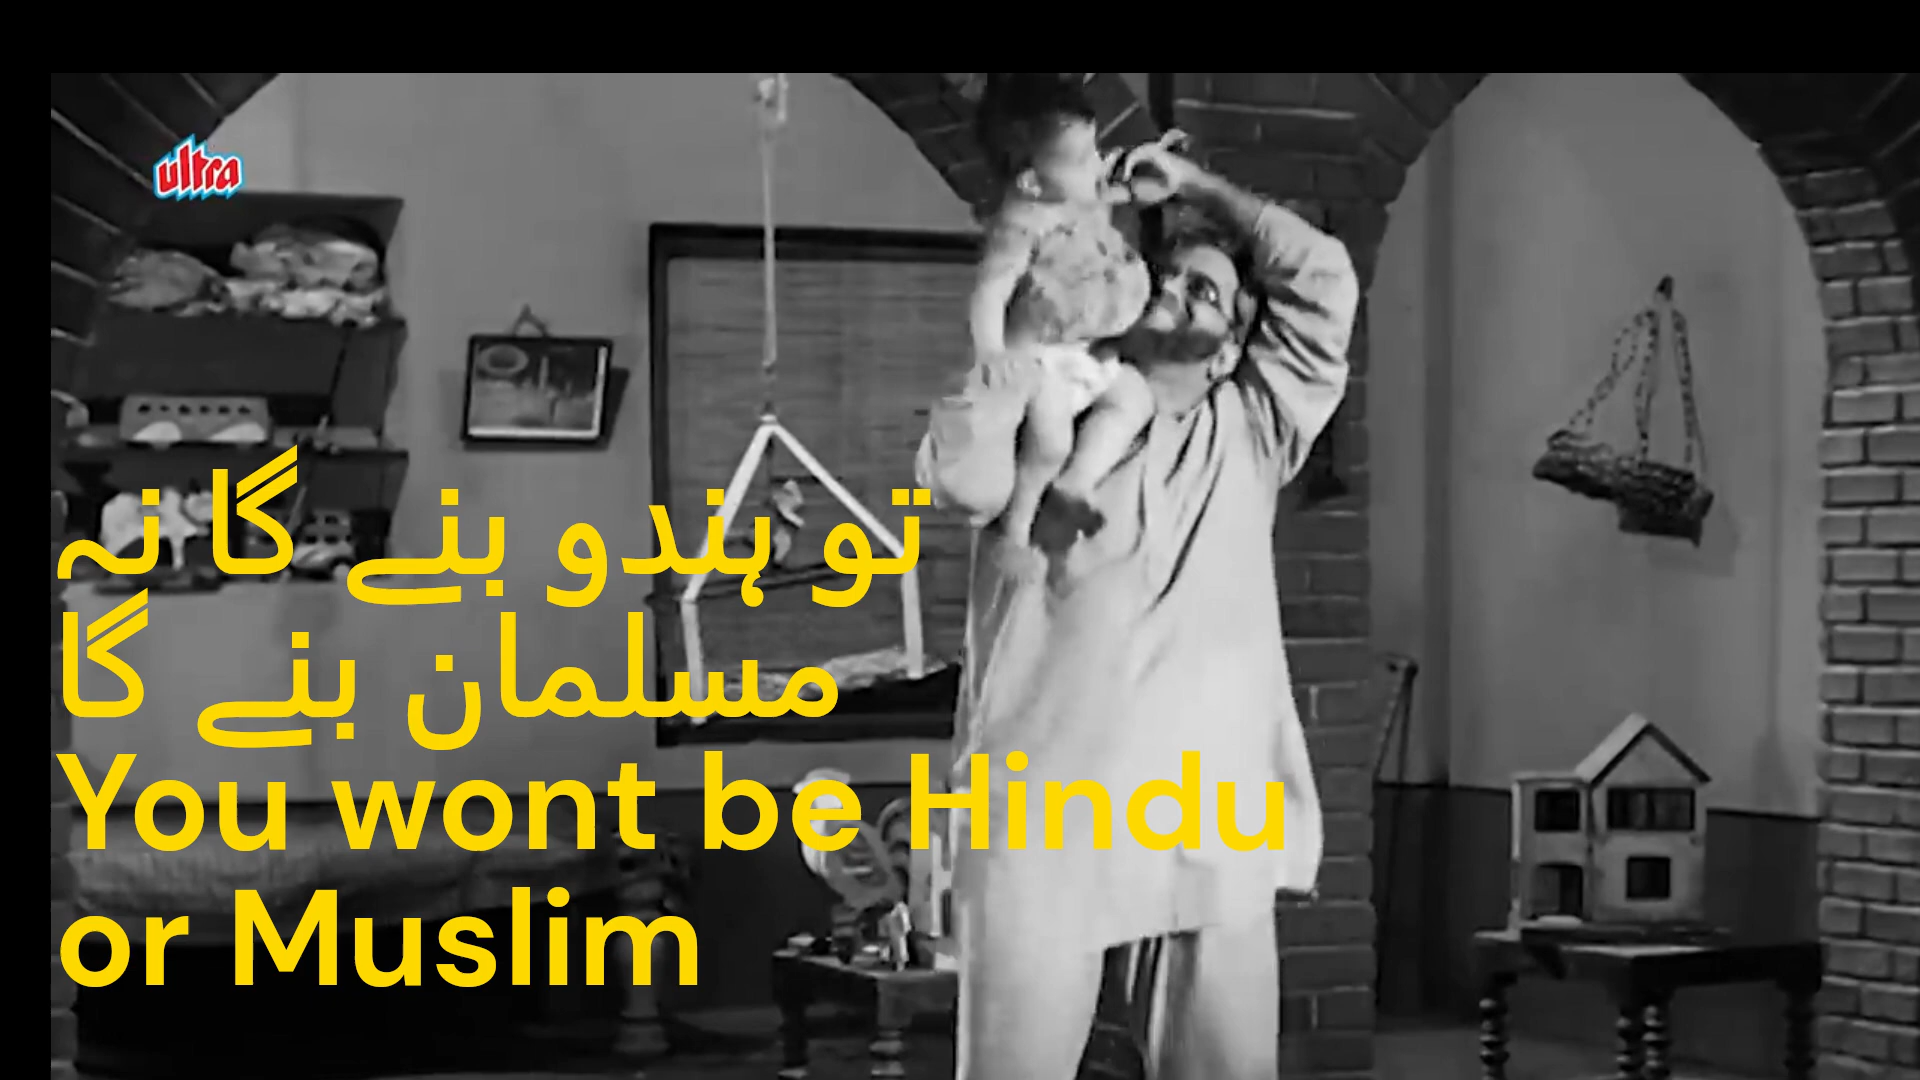 ultra
تو ہندو بنے گا نہ
مسلمان بنے گا
You wont be Hindu
or Muslim